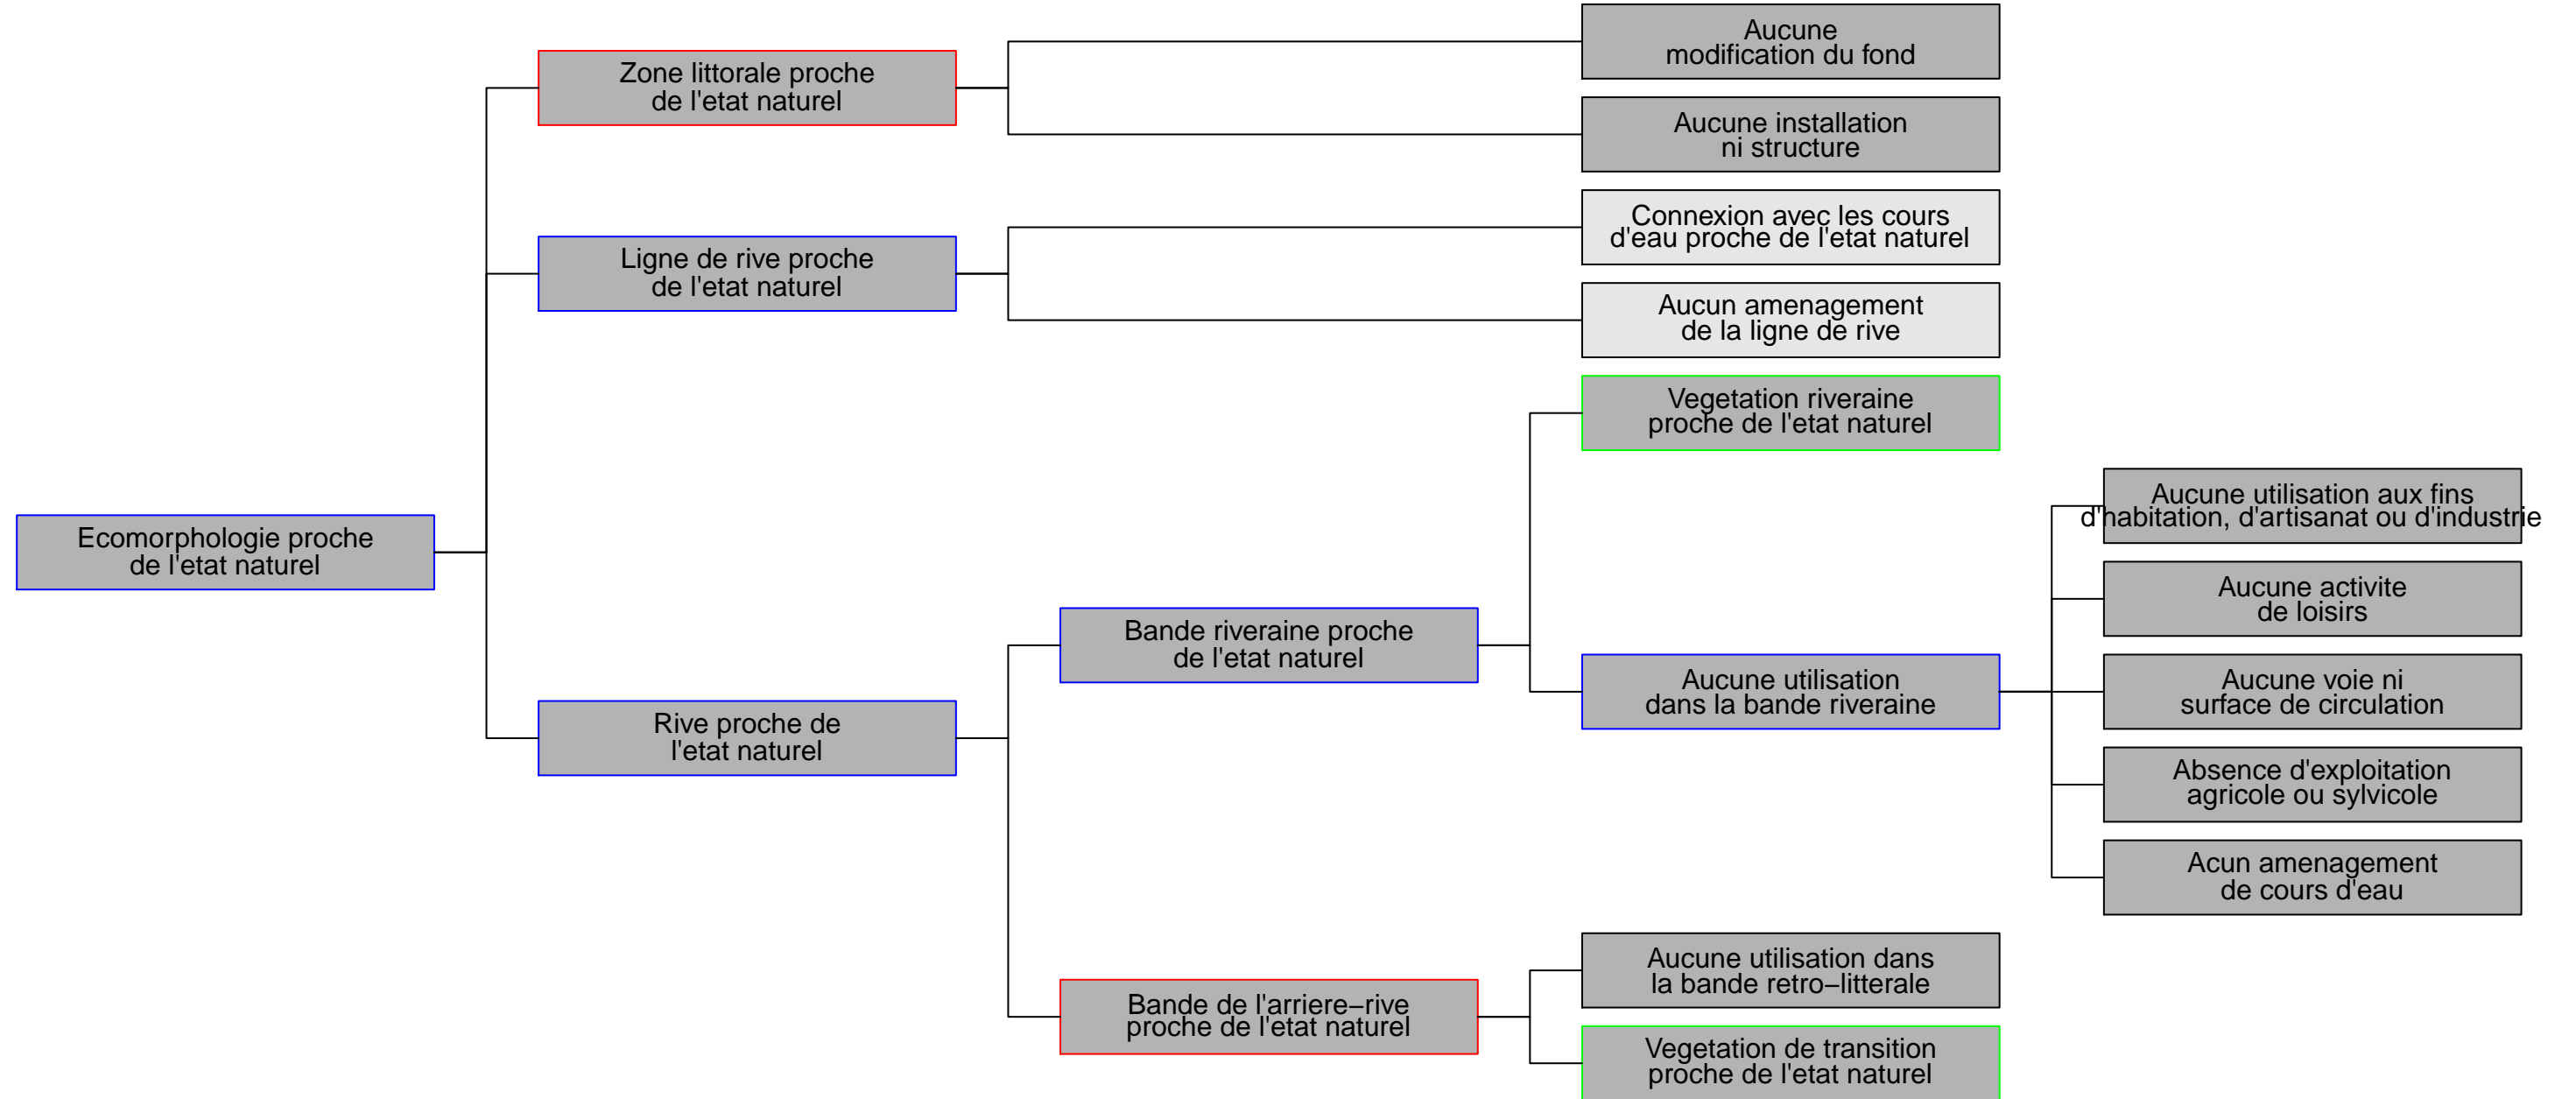 Aucune
modification du fond
Zone littorale proche
de l'etat naturel
Aucune installation
ni structure
Connexion avec les cours
d'eau proche de l'etat naturel
Ligne de rive proche
de l'etat naturel
Aucun amenagement
de la ligne de rive
Vegetation riveraine
proche de l'etat naturel
Aucune utilisation aux fins
d'habitation, d'artisanat ou d'industrie
Ecomorphologie proche
de l'etat naturel
Aucune activite
de loisirs
Bande riveraine proche
de l'etat naturel
Aucune utilisation
dans la bande riveraine
Aucune voie ni
surface de circulation
Rive proche de
l'etat naturel
Absence d'exploitation
agricole ou sylvicole
Acun amenagement
de cours d'eau
Aucune utilisation dans
la bande retro−litterale
Bande de l'arriere−rive
proche de l'etat naturel
Vegetation de transition
proche de l'etat naturel